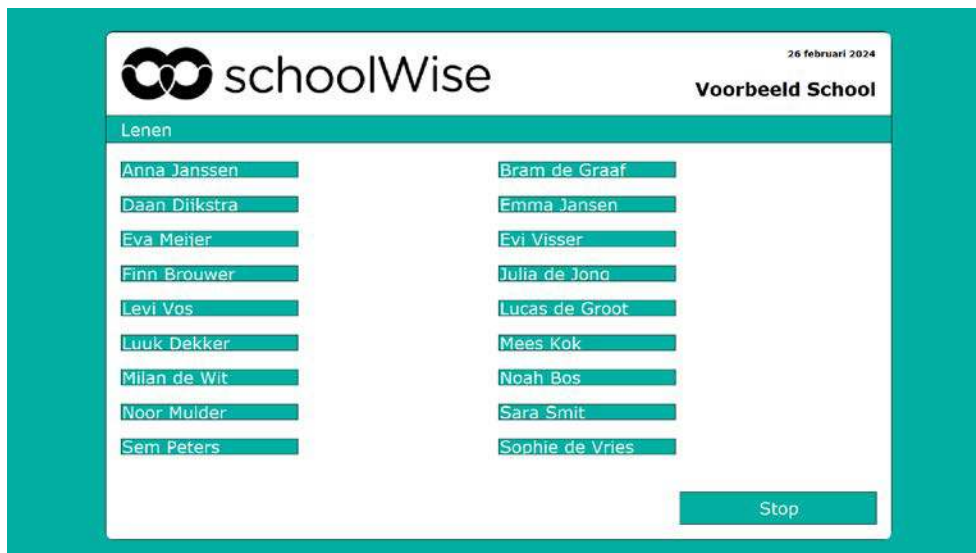 schoolWise
26 februari 2024
Voorbeeld School
Lenen
Anna Janssen
Bram de Graaf
Daan Dijkstra
Emma Jansen
Eva Meijer
Evi Visser
Finn Brouwer
Julia de Jong
Levi Vos
Lucas de Groot
Luuk Dekker
Mees Kok
Milan de Wit
Noah Bos
Noor Mulder
Sara Smit
Sem Peters
Sophie de Vries
Stop